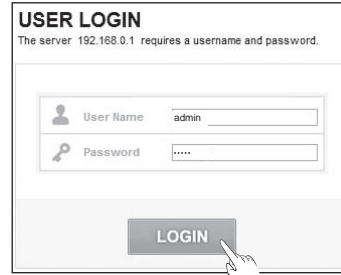 USER LOGIN
The server 192.168.0.1 requires a username and password.
User Name admin
Password •••••
LOGIN